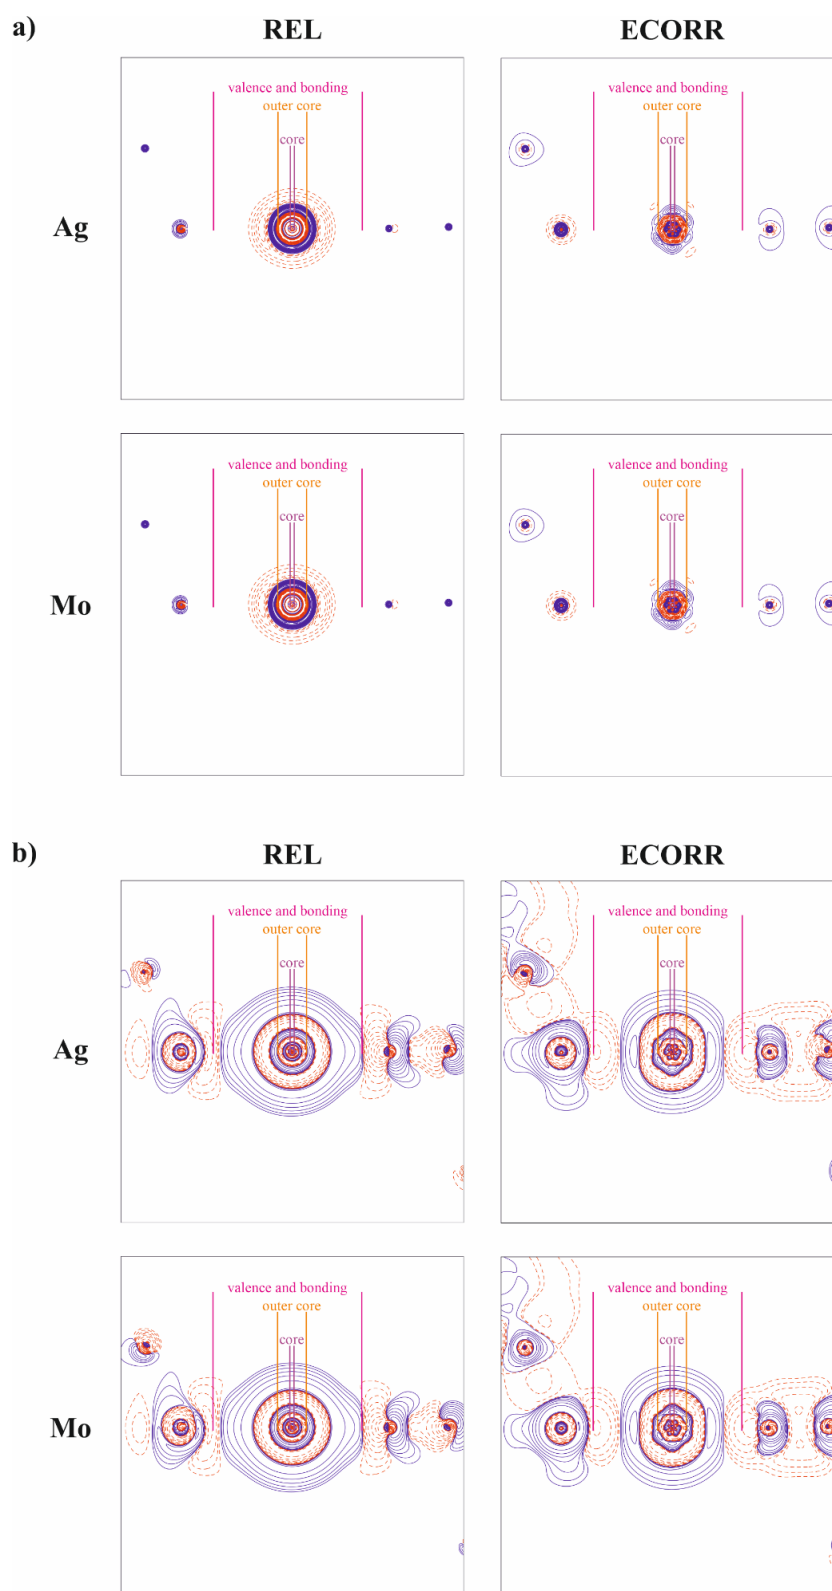 a)
REL
ECORR
valence and bonding
outer core
core
valence and bonding
outer core
core
Ag
valence and bonding
outer core
core
valence and bonding
outer core
core
Mo
b)
REL
ECORR
valence and bonding
outer core
core
valence and bonding
outer core
core
Ag
valence and bonding
outer core
core
valence and bonding
outer core
core
Mo